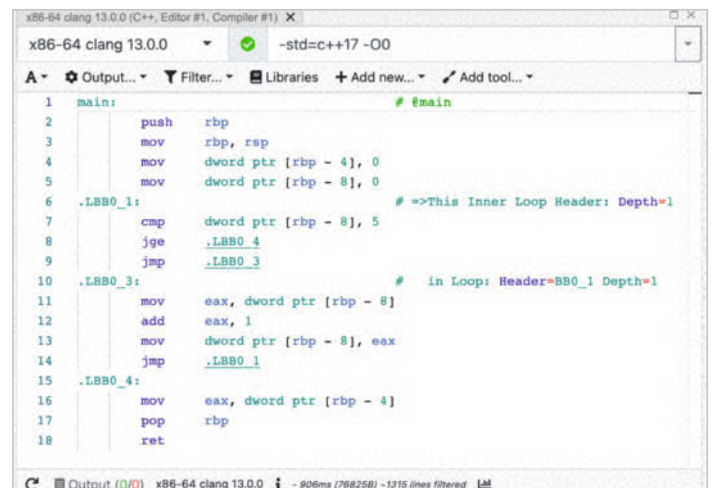 x86-64 clang 13.0.0 (C++, Editor #1, Compiler #1) X
x86-64 clang 13.0.0 -std=c++17 -O0
A Output... Filter... Libraries + Add new... Add tool...
1 main: # @main
2 push rbp
3 mov rbp, rsp
4 mov dword ptr [rbp - 4], 0
5 mov dword ptr [rbp - 8], 0
6 .LBB0_1: # =>This Inner Loop Header: Depth=1
7 cmp dword ptr [rbp - 8], 5
8 jge .LBB0_4
9 jmp .LBB0_3
10 .LBB0_3: # in Loop: Header=BB0_1 Depth=1
11 mov eax, dword ptr [rbp - 8]
12 add eax, 1
13 mov dword ptr [rbp - 8], eax
14 jmp .LBB0_1
15 .LBB0_4:
16 mov eax, dword ptr [rbp - 4]
17 pop rbp
18 ret
C Output (0/0) x86-64 clang 13.0.0 i - 906ms (76825B) ~1315 lines filtered